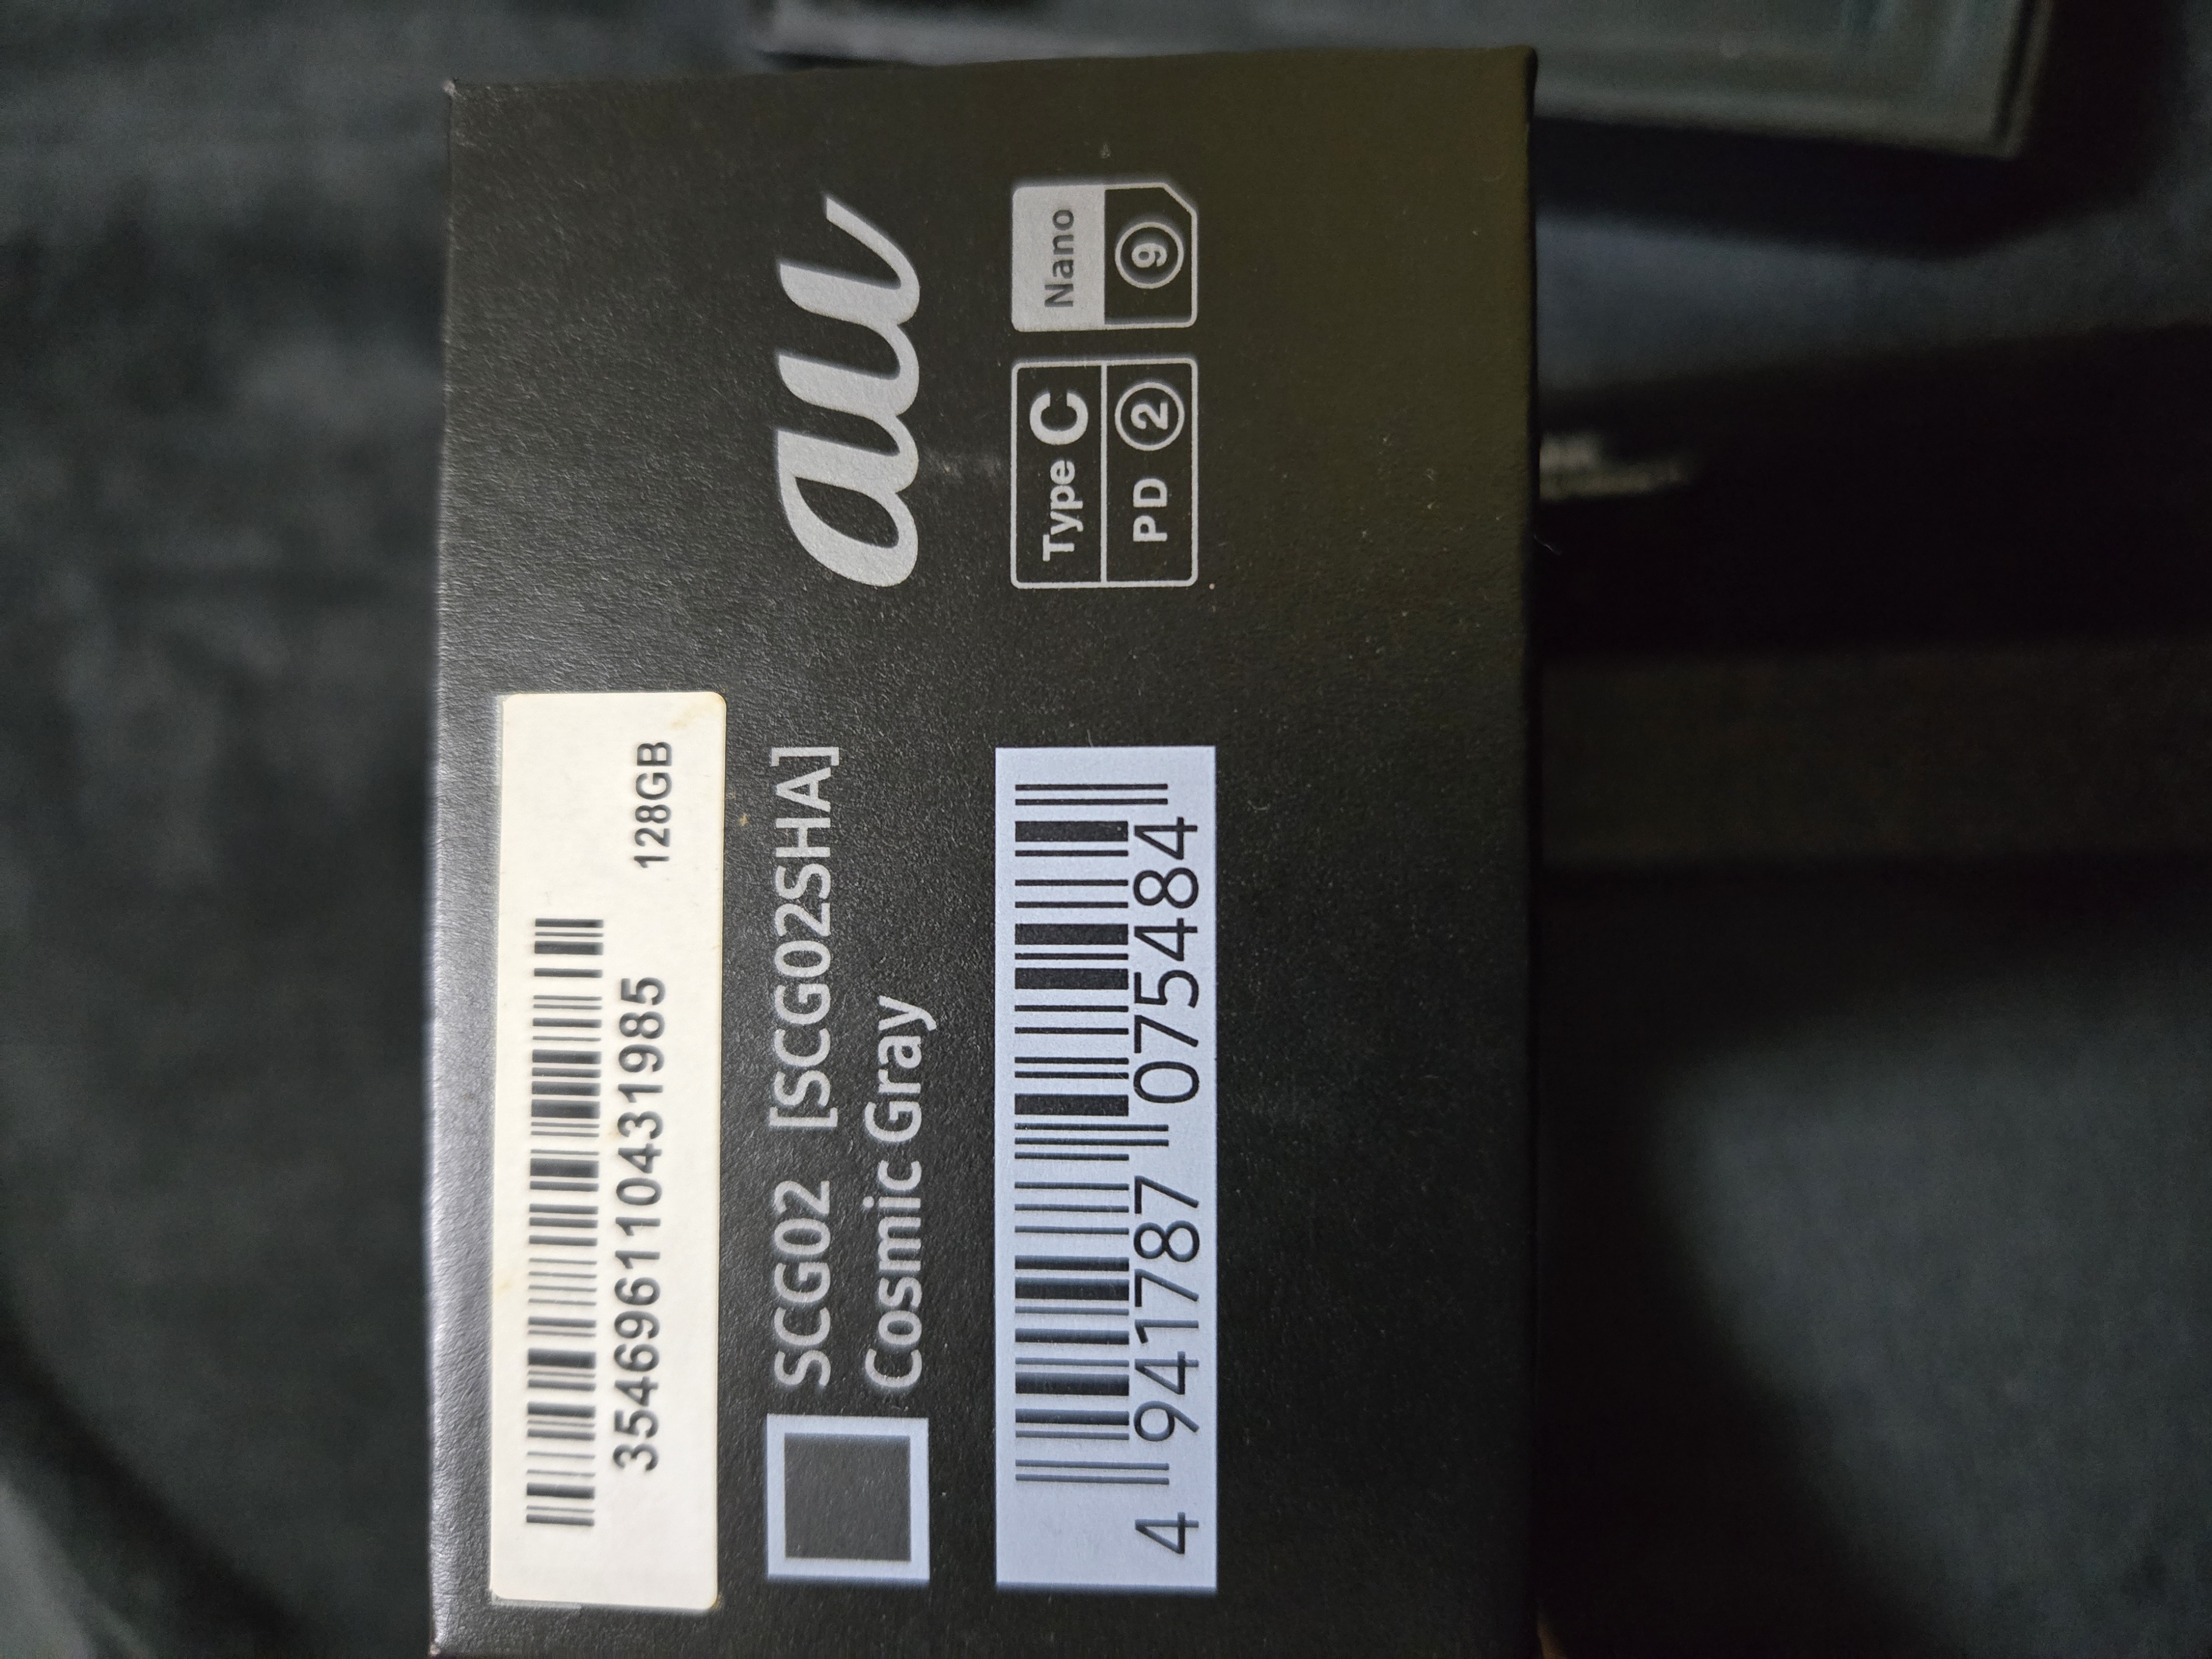 354696110431985
128GB
SCG02 [SCG02SHA]
Cosmic Gray
4 941787 075484
au
Type C
PD 2
Nano
9